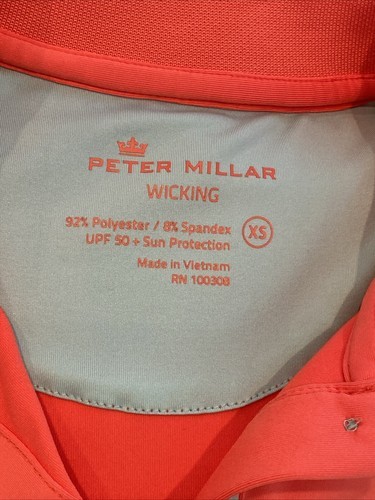 PETER MILLAR
WICKING
92% Polyester / 8% Spandex
UPF 50 + Sun Protection
XS
Made in Vietnam
RN 100308